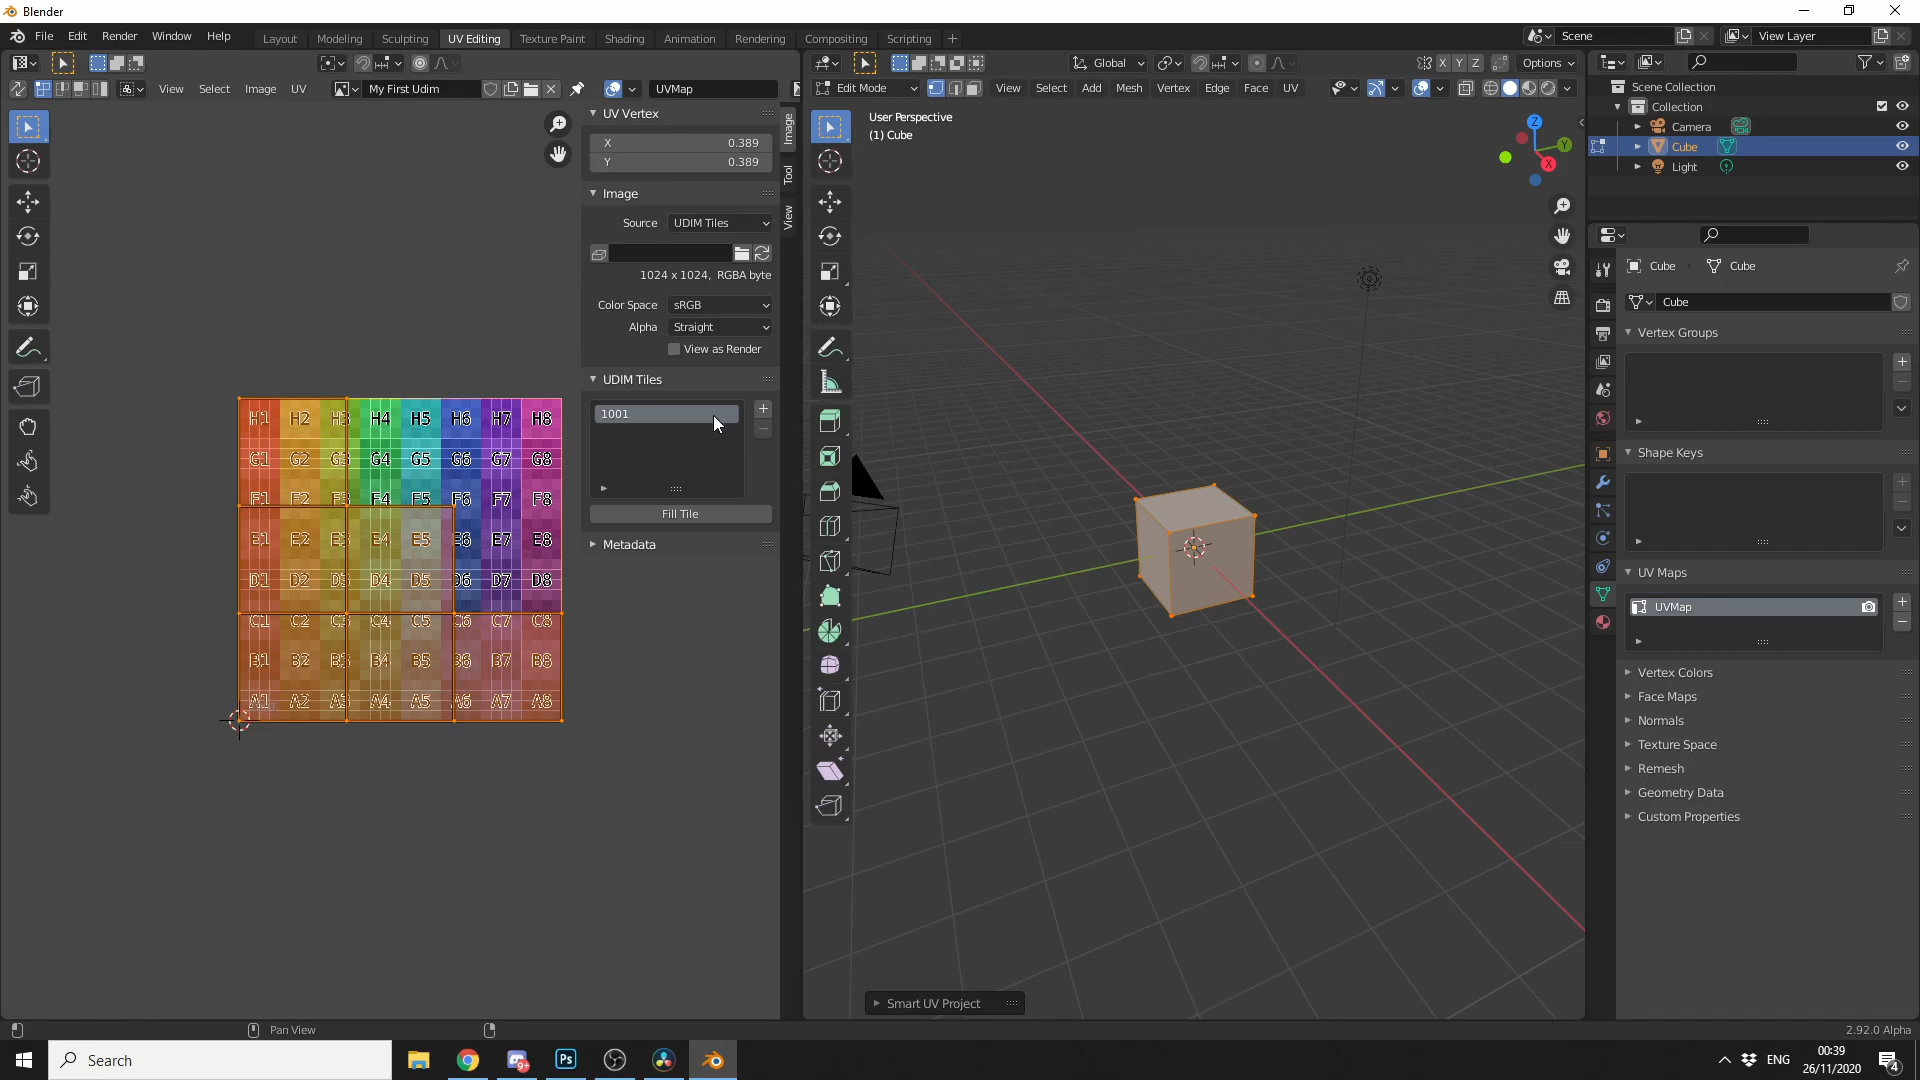 Blender
File Edit Render Window Help
Layout Modeling Sculpting UV Editing Texture Paint Shading Animation Rendering Compositing Scripting
Scene
View Layer
Global
X Y Z
Options
View Select Image UV
My First Udim
UVMap
Edit Mode
View Select Add Mesh Vertex Edge Face UV
UV Vertex
X 0.389
Y 0.389
Image
Tool
View
Image
Source UDIM Tiles
1024 x 1024, RGBA byte
Color Space sRGB
Alpha Straight
View as Render
UDIM Tiles
1001
Fill Tile
Metadata
H1 H2 H3 H4 H5 H6 H7 H8
G1 G2 G3 G4 G5 G6 G7 G8
F1 F2 F3 F4 F5 F6 F7 F8
E1 E2 E3 E4 E5 E6 E7 E8
D1 D2 D3 D4 D5 D6 D7 D8
C1 C2 C3 C4 C5 C6 C7 C8
B1 B2 B3 B4 B5 B6 B7 B8
A1 A2 A3 A4 A5 A6 A7 A8
User Perspective
(1) Cube
Z
Y
X
Smart UV Project
Scene Collection
Collection
Camera
Cube
Light
Cube Cube
Cube
Vertex Groups
Shape Keys
UV Maps
UVMap
Vertex Colors
Face Maps
Normals
Texture Space
Remesh
Geometry Data
Custom Properties
Pan View
2.92.0 Alpha
Search
9+
Ps
ENG
00:39
26/11/2020
4